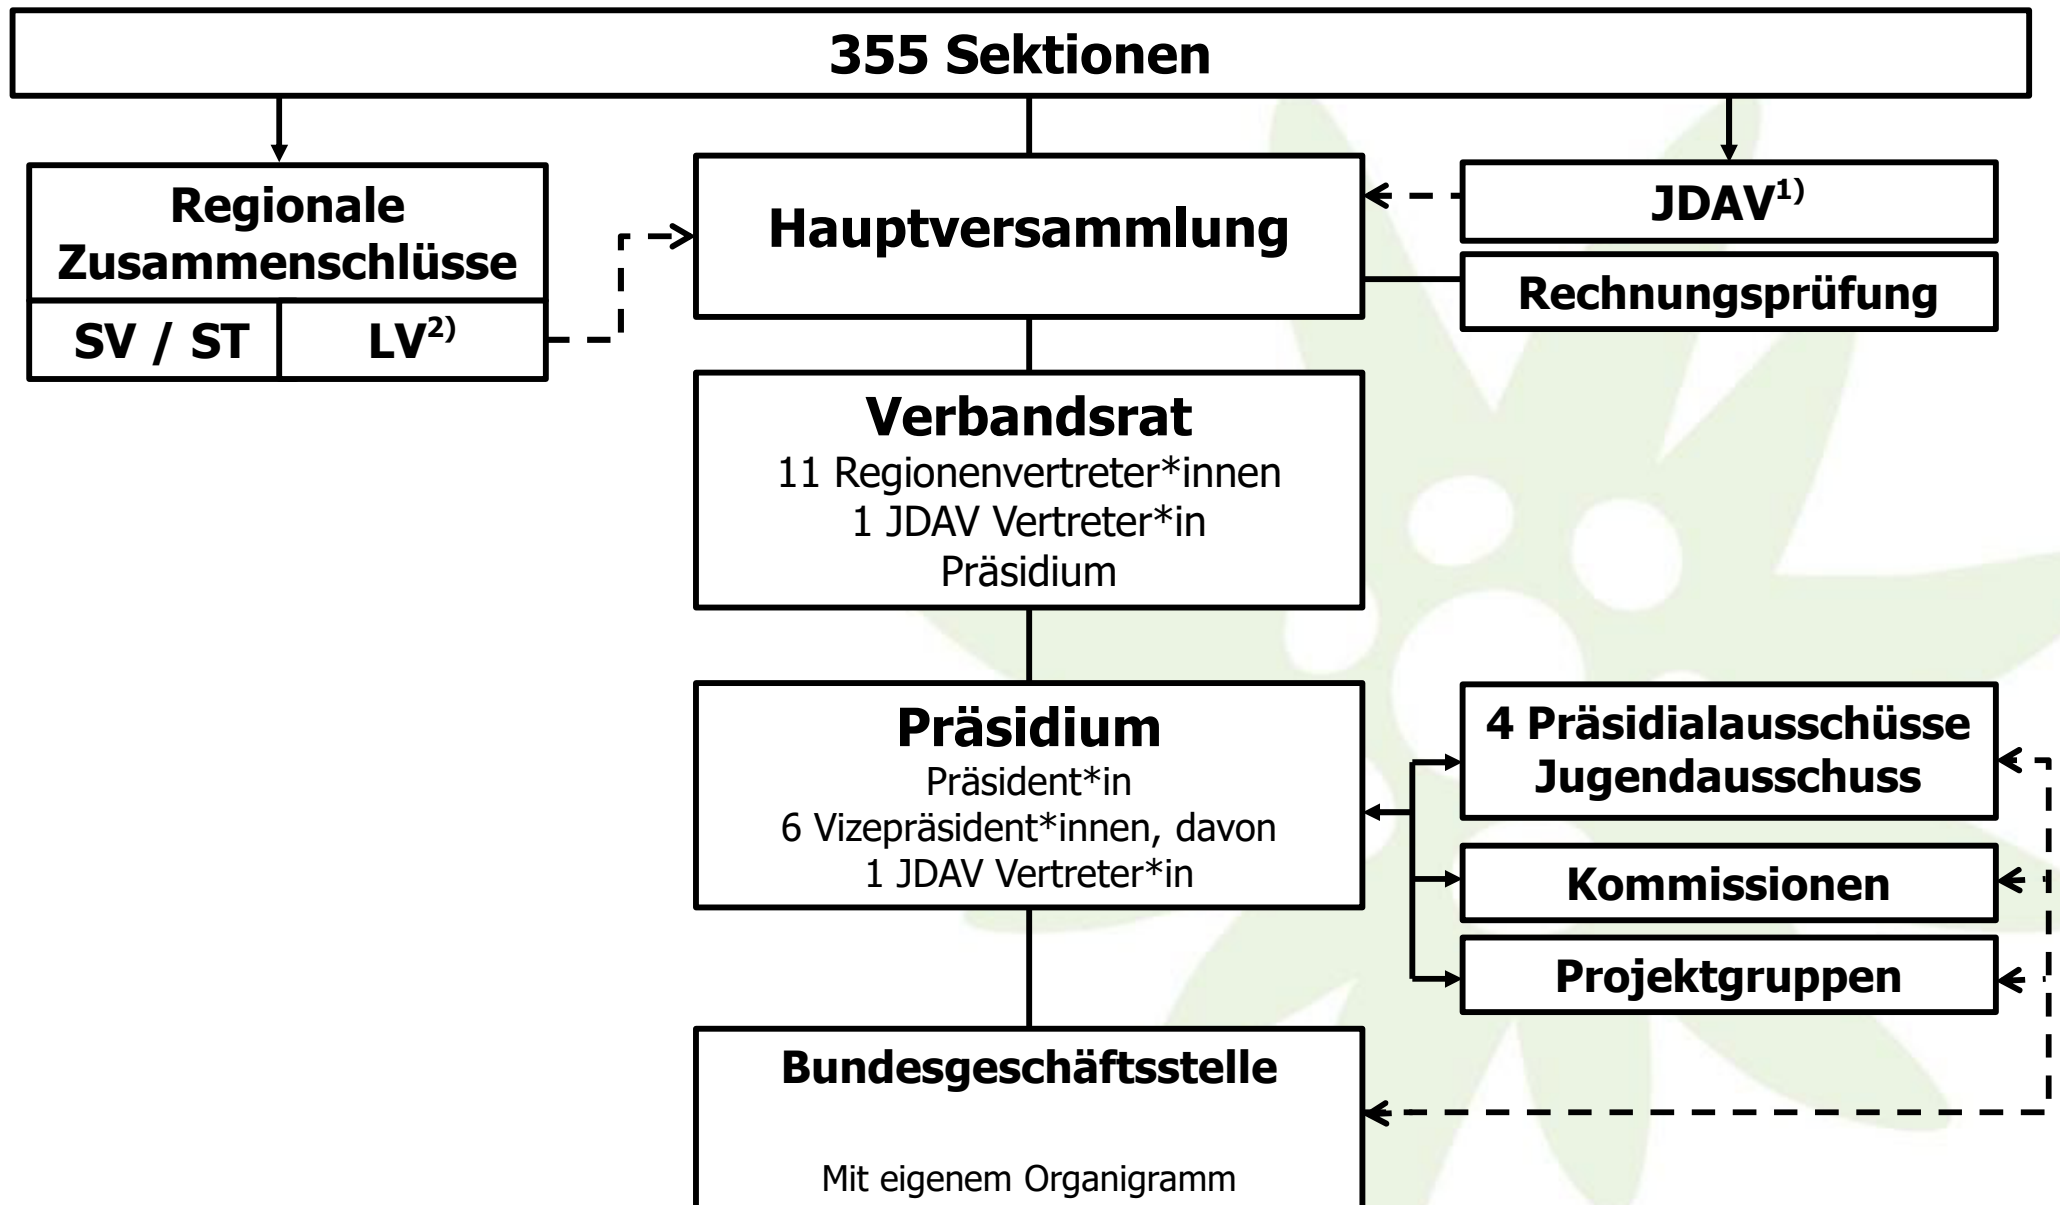 355 Sektionen
Regionale
Zusammenschlüsse
SV / ST
LV2)
Hauptversammlung
JDAV1)
Rechnungsprüfung
Verbandsrat
11 Regionenvertreter*innen
1 JDAV Vertreter*in
Präsidium
Präsidium
Präsident*in
6 Vizepräsident*innen, davon
1 JDAV Vertreter*in
4 Präsidialausschüsse
Jugendausschuss
Kommissionen
Projektgruppen
Bundesgeschäftsstelle
Mit eigenem Organigramm